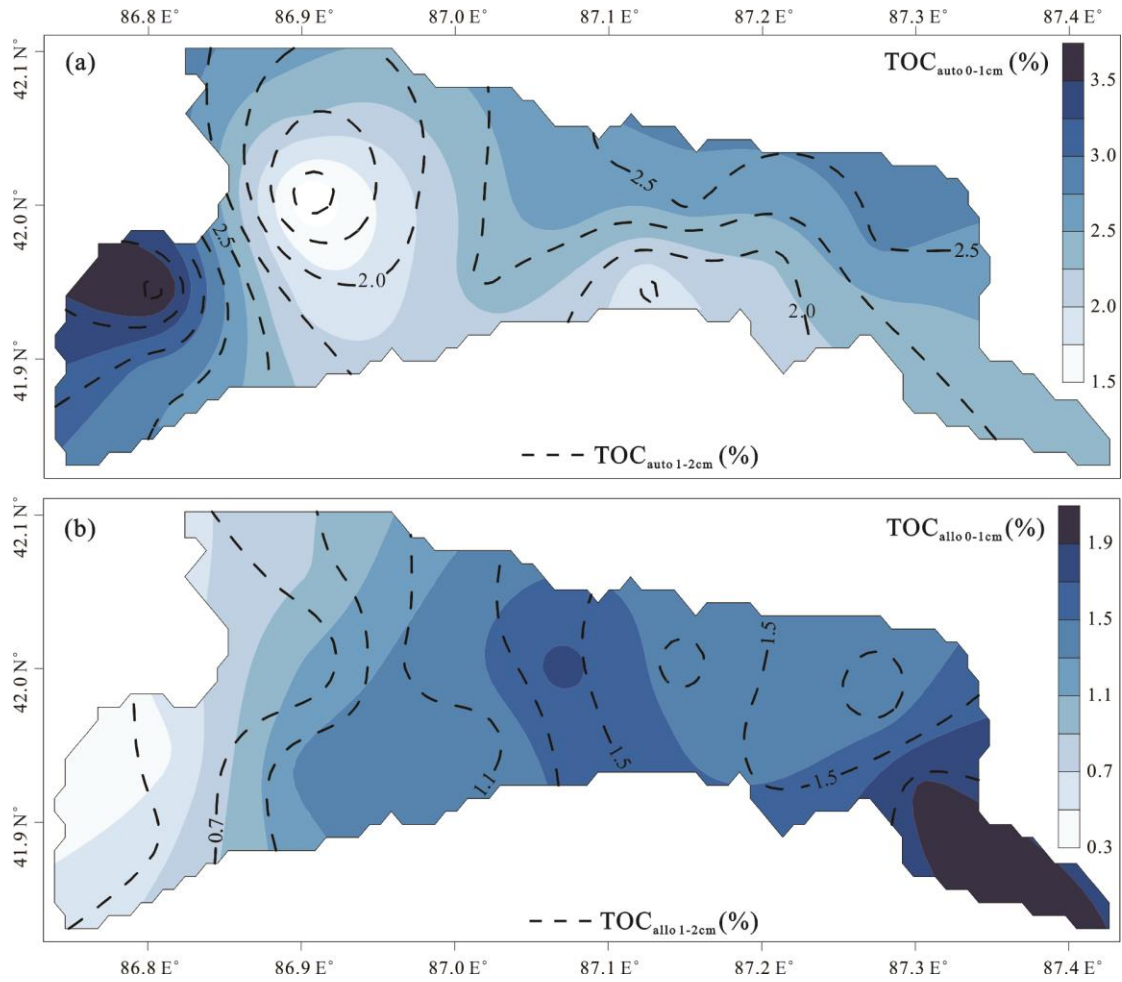 86.8 E° 86.9 E° 87.0 E° 87.1 E° 87.2 E° 87.3 E° 87.4 E°
(a)
TOCauto 0-1cm (%)
42.1 N°
42.0 N°
41.9 N°
3.5
3.0
2.5
2.0
1.5
2.5
2.0
2.5
2.5
2.0
TOCauto 1-2cm (%)
(b)
TOCallo 0-1cm (%)
42.1 N°
42.0 N°
41.9 N°
1.9
1.5
1.1
0.7
0.3
0.7
1.1
1.5
1.5
1.5
TOCallo 1-2cm (%)
86.8 E° 86.9 E° 87.0 E° 87.1 E° 87.2 E° 87.3 E° 87.4 E°